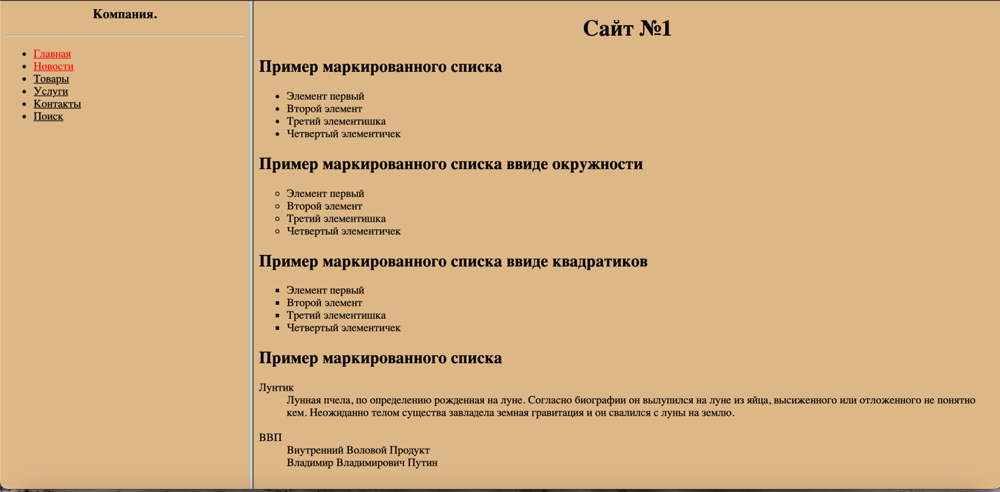 Компания.
Главная
Новости
Товары
Услуги
Контакты
Поиск
Сайт №1
Пример маркированного списка
Элемент первый
Второй элемент
Третий элементишка
Четвертый элементичек
Пример маркированного списка ввиде окружности
Элемент первый
Второй элемент
Третий элементишка
Четвертый элементичек
Пример маркированного списка ввиде квадратиков
Элемент первый
Второй элемент
Третий элементишка
Четвертый элементичек
Пример маркированного списка
Лунтик
Лунная пчела, по определению рожденная на луне. Согласно биографии он вылупился на луне из яйца, высиженного или отложенного не понятно
кем. Неожиданно телом существа завладела земная гравитация и он свалился с луны на землю.
ВВП
Внутренний Воловой Продукт
Владимир Владимирович Путин